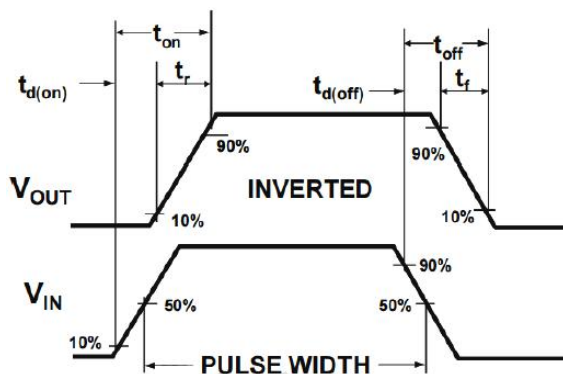 t_on
t_off
t_d(on)
t_r
t_d(off)
t_f
90%
90%
V_OUT
INVERTED
10%
10%
V_IN
90%
50%
50%
10%
PULSE WIDTH